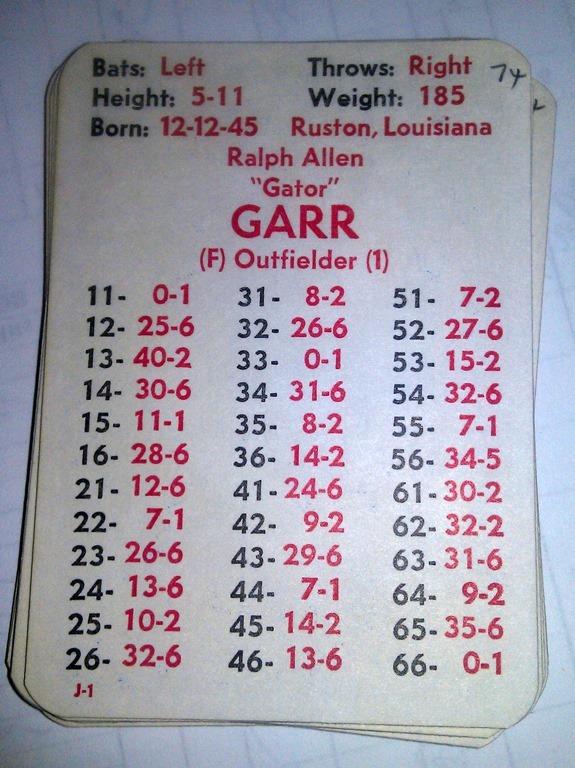 Bats: Left Throws: Right 74
Height: 5-11 Weight: 185
Born: 12-12-45 Ruston, Louisiana
Ralph Allen
"Gator"
GARR
(F) Outfielder (1)
11- 0-1 31- 8-2 51- 7-2
12- 25-6 32- 26-6 52- 27-6
13- 40-2 33- 0-1 53- 15-2
14- 30-6 34- 31-6 54- 32-6
15- 11-1 35- 8-2 55- 7-1
16- 28-6 36- 14-2 56- 34-5
21- 12-6 41- 24-6 61- 30-2
22- 7-1 42- 9-2 62- 32-2
23- 26-6 43- 29-6 63- 31-6
24- 13-6 44- 7-1 64- 9-2
25- 10-2 45- 14-2 65- 35-6
26- 32-6 46- 13-6 66- 0-1
J-1